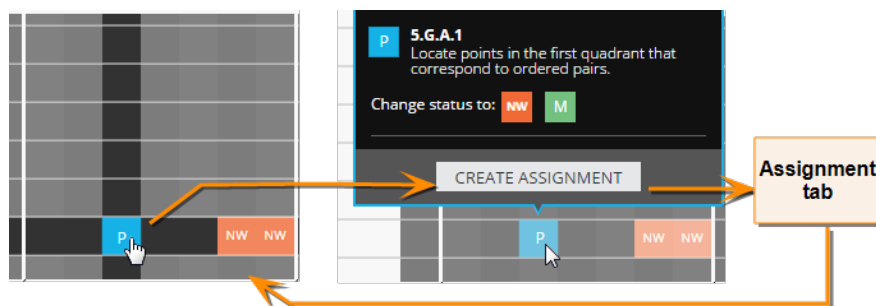 P
5.G.A.1
Locate points in the first quadrant that
correspond to ordered pairs.
Change status to: NW M
CREATE ASSIGNMENT
Assignment
tab
P NW NW
P NW NW